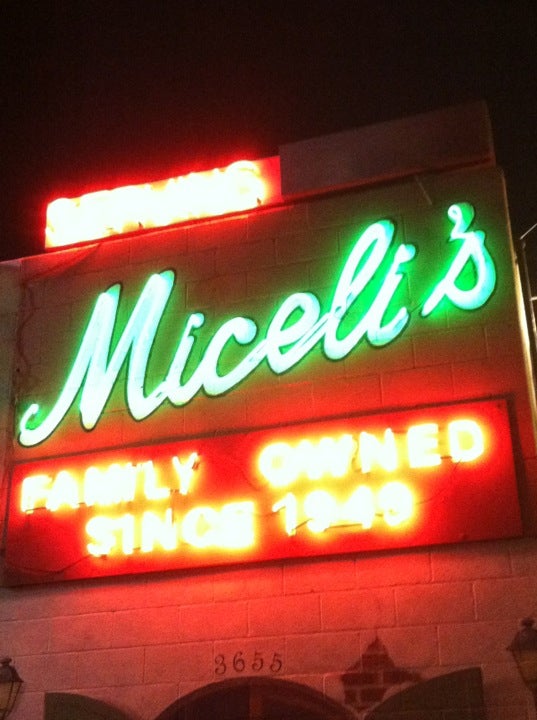 Miceli's
FAMILY OWNED
SINCE 1949
3655